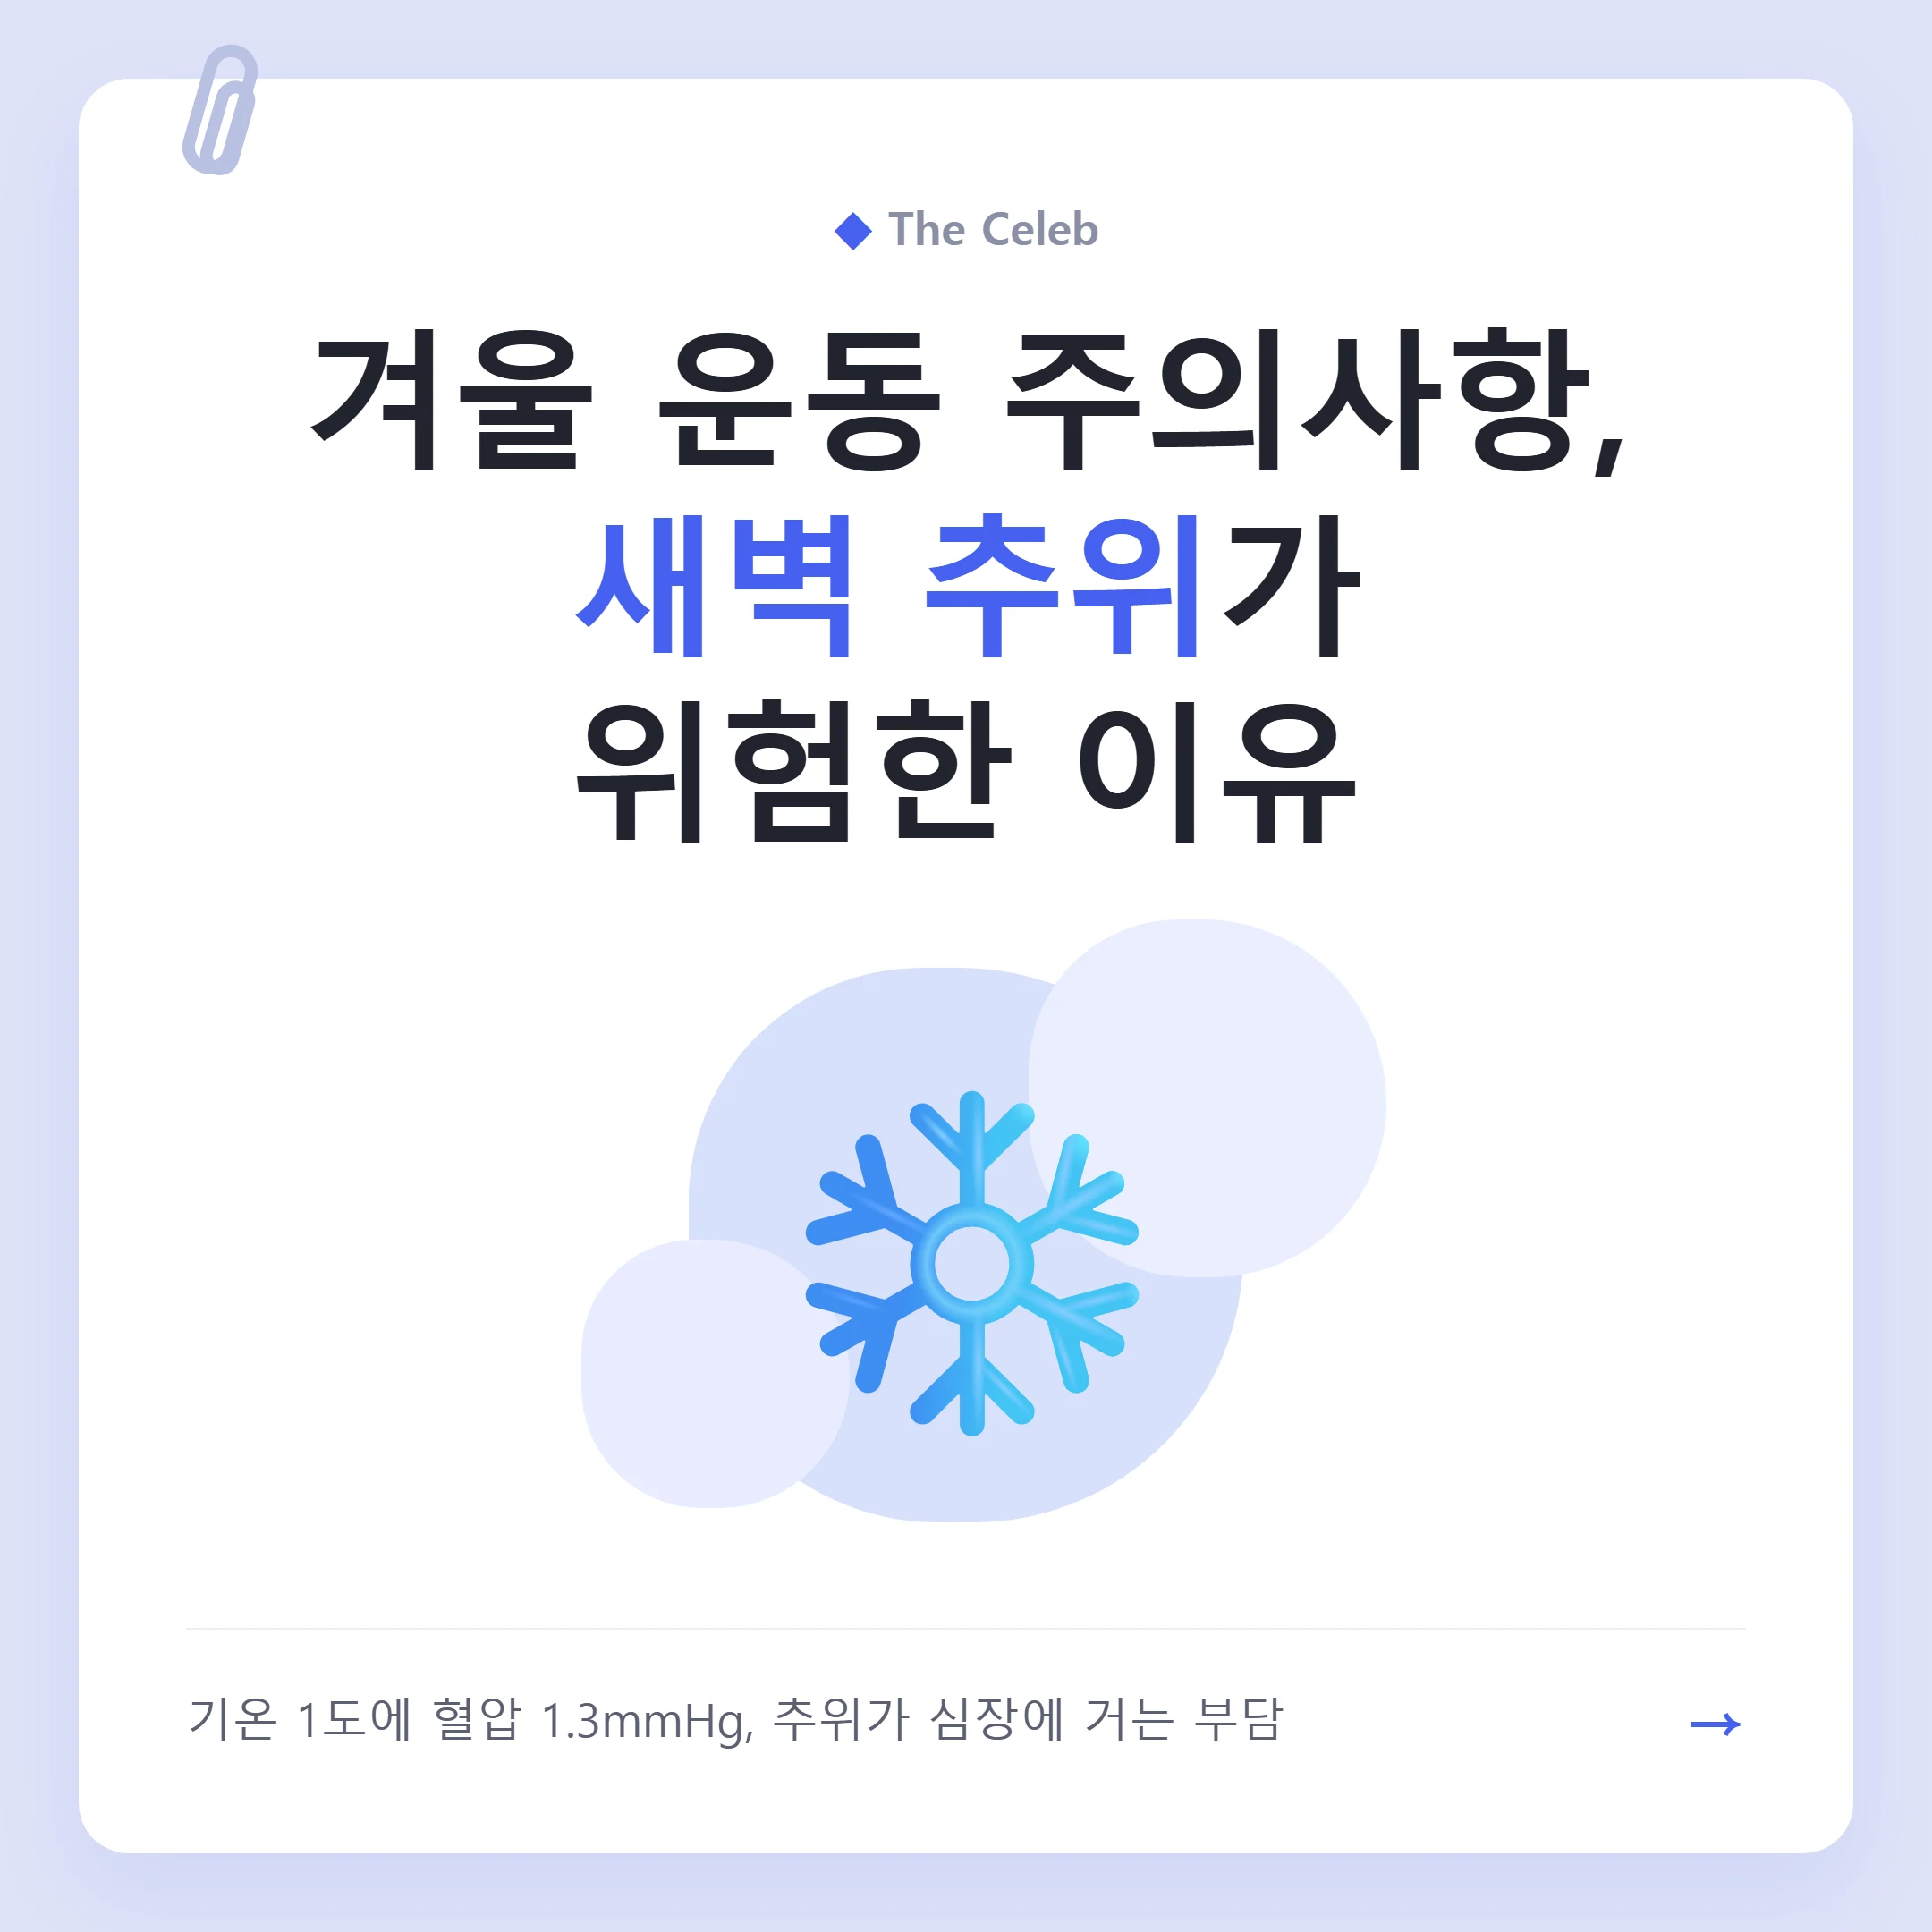 The Celeb
겨울 운동 주의사항,
새벽 추위가
위험한 이유
기온 1도에 혈압 1.3mmHg, 추위가 심장에 거는 부담 →